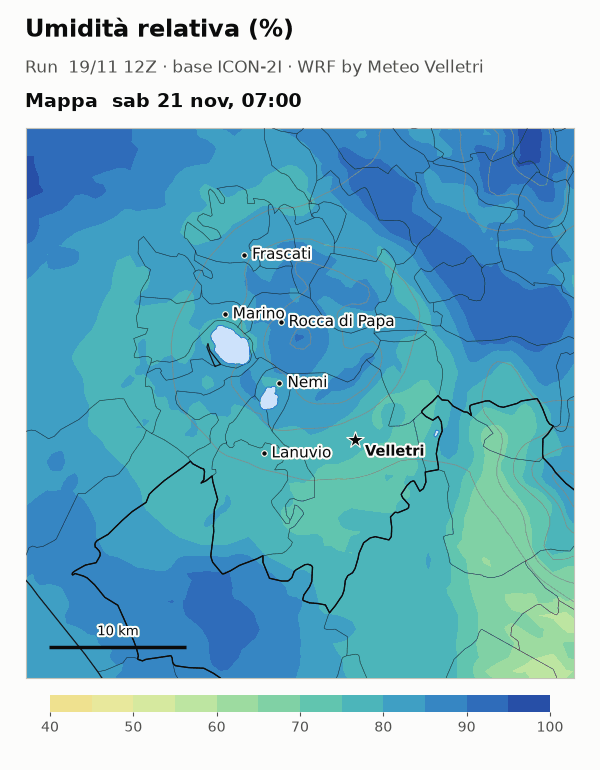 Umidità relativa (%)
Run  19/11 12Z · base ICON-2I · WRF by Meteo Velletri
Mappa  sab 21 nov, 07:00
Frascati
Marino
Rocca di Papa
Nemi
Velletri
Lanuvio
10 km
40 50 60 70 80 90 100